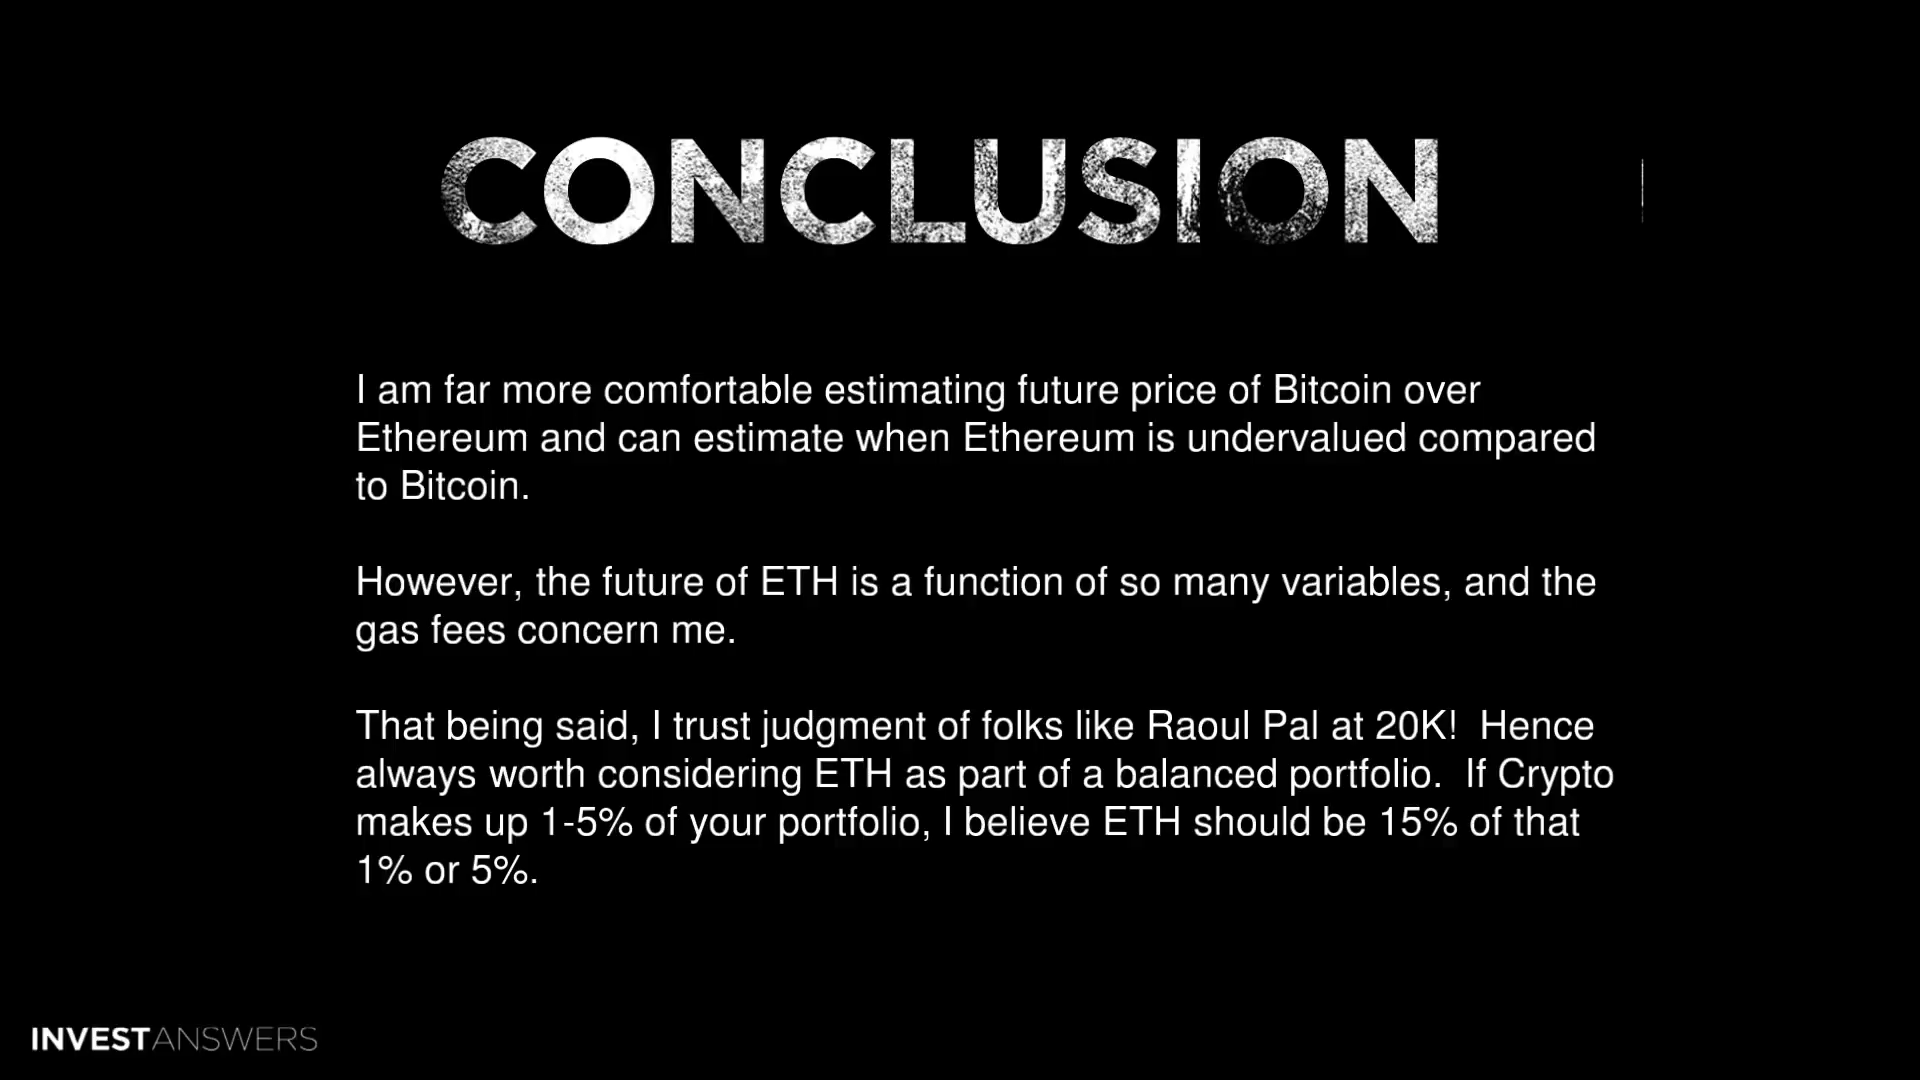 CONCLUSION
I am far more comfortable estimating future price of Bitcoin over
Ethereum and can estimate when Ethereum is undervalued compared
to Bitcoin.
However, the future of ETH is a function of so many variables, and the
gas fees concern me.
That being said, I trust judgment of folks like Raoul Pal at 20K!  Hence
always worth considering ETH as part of a balanced portfolio.  If Crypto
makes up 1-5% of your portfolio, I believe ETH should be 15% of that
1% or 5%.
INVESTANSWERS